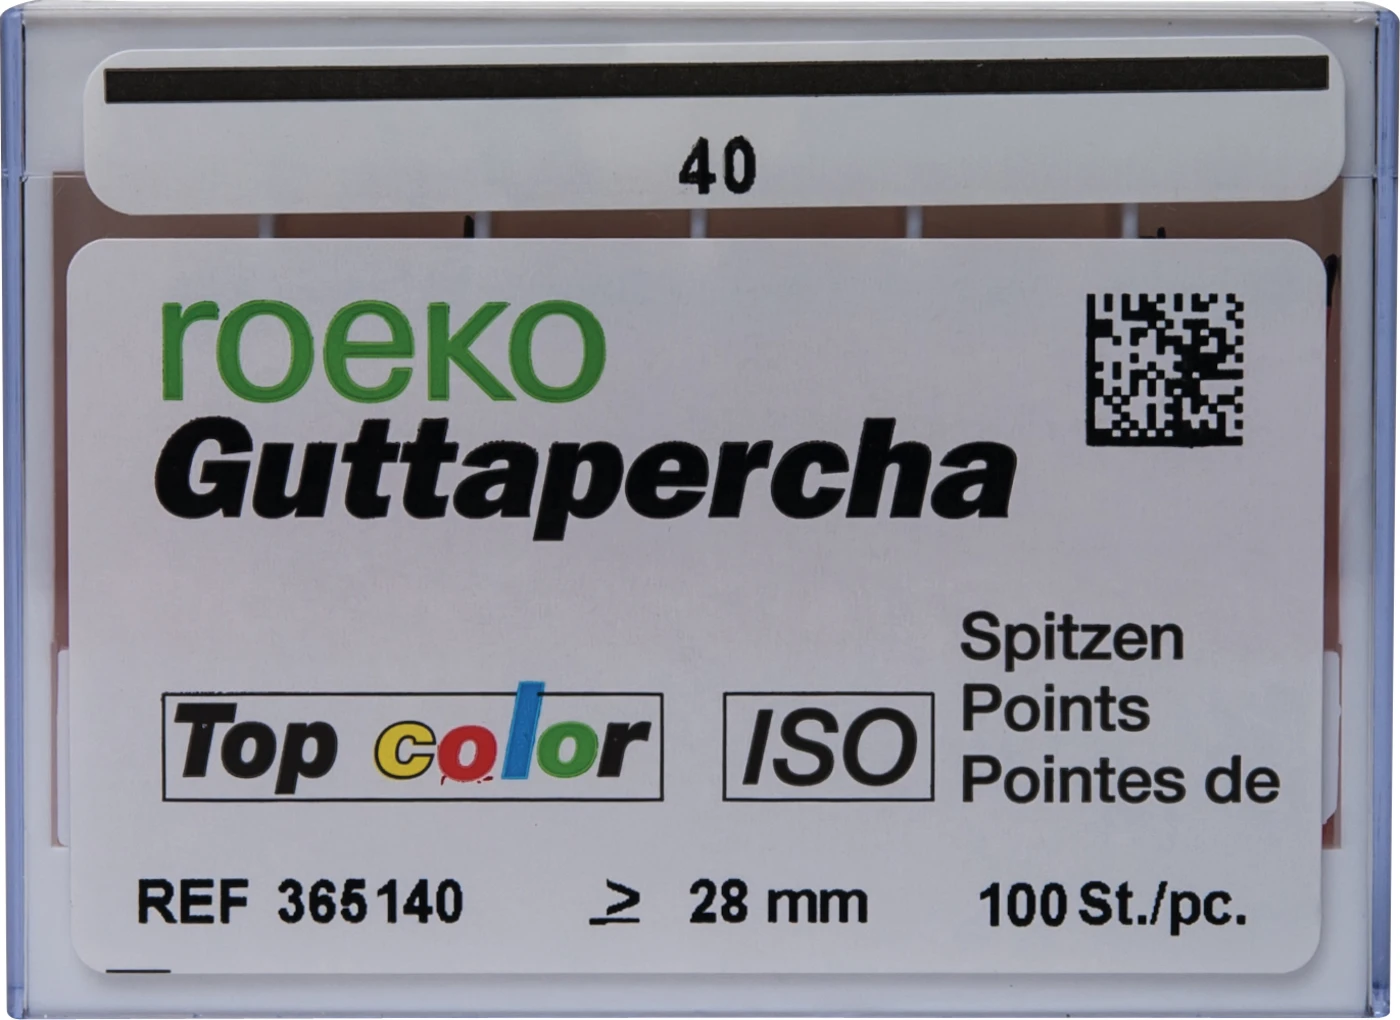 40
roeko
Guttapercha
Top color
ISO
Spitzen
Points
Pointes de
REF 365140 ≥ 28 mm 100 St./pc.